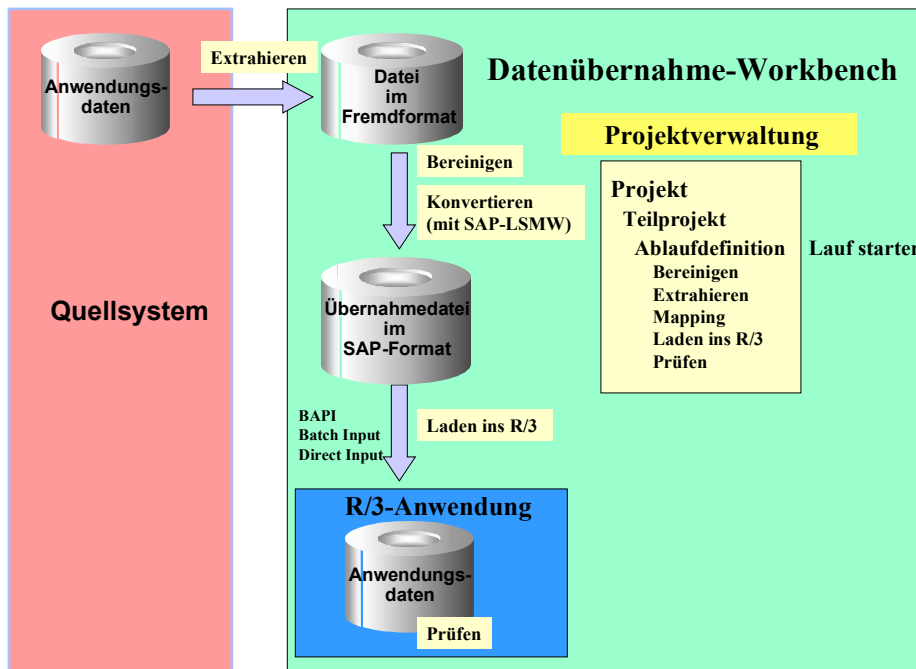 Anwendungs-
daten
Extrahieren
Datei
im
Fremdformat
Datenübernahme-Workbench
Projektverwaltung
Bereinigen
Konvertieren
(mit SAP-LSMW)
Projekt
Teilprojekt
Ablaufdefinition
Bereinigen
Extrahieren
Mapping
Laden ins R/3
Prüfen
Lauf starten
Quellsystem
Übernahmedatei
im
SAP-Format
BAPI
Batch Input
Direct Input
Laden ins R/3
R/3-Anwendung
Anwendungs-
daten
Prüfen